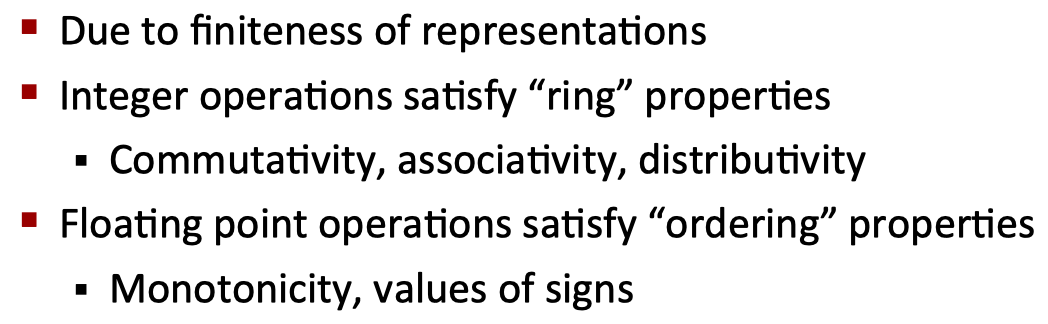 ▪ Due to finiteness of representations
▪ Integer operations satisfy “ring” properties
▪ Commutativity, associativity, distributivity
▪ Floating point operations satisfy “ordering” properties
▪ Monotonicity, values of signs